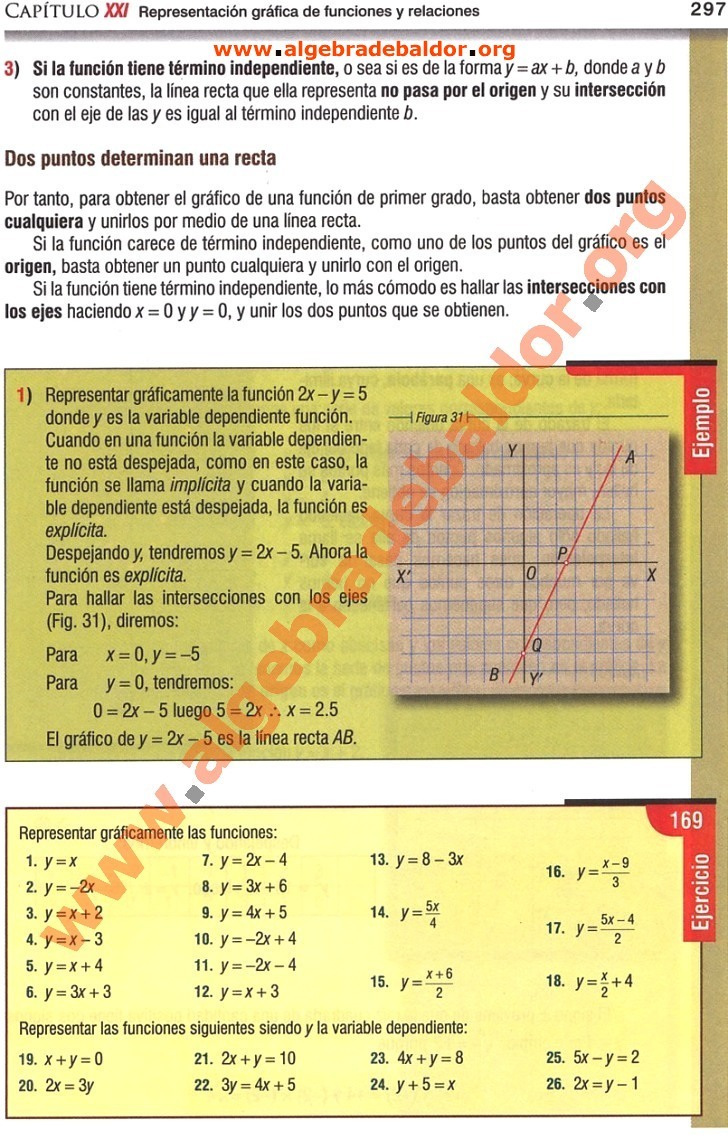 CAPÍTULO XXI Representación gráfica de funciones y relaciones 297
www.algebradebaldor.org
3) Si la función tiene término independiente, o sea si es de la forma y = ax + b, donde a y b
son constantes, la línea recta que ella representa no pasa por el origen y su intersección
con el eje de las y es igual al término independiente b.
Dos puntos determinan una recta
Por tanto, para obtener el gráfico de una función de primer grado, basta obtener dos puntos
cualquiera y unirlos por medio de una línea recta.
Si la función carece de término independiente, como uno de los puntos del gráfico es el
origen, basta obtener un punto cualquiera y unirlo con el origen.
Si la función tiene término independiente, lo más cómodo es hallar las intersecciones con
los ejes haciendo x = 0 y y = 0, y unir los dos puntos que se obtienen.
Ejemplo
1) Representar gráficamente la función 2x – y = 5
donde y es la variable dependiente función.
Cuando en una función la variable dependien-
te no está despejada, como en este caso, la
función se llama implícita y cuando la varia-
ble dependiente está despejada, la función es
explícita.
Despejando y, tendremos y = 2x – 5. Ahora la
función es explícita.
Para hallar las intersecciones con los ejes
(Fig. 31), diremos:
Para x = 0, y = –5
Para y = 0, tendremos:
0 = 2x – 5 luego 5 = 2x ∴ x = 2.5
El gráfico de y = 2x – 5 es la línea recta AB.
Figura 31
Y
A
P
X' O X
Q
B Y'
www.algebradebaldor.org
169
Ejercicio
Representar gráficamente las funciones:
1. y = x
2. y = –2x
3. y = x + 2
4. y = x – 3
5. y = x + 4
6. y = 3x + 3
7. y = 2x – 4
8. y = 3x + 6
9. y = 4x + 5
10. y = –2x + 4
11. y = –2x – 4
12. y = x + 3
13. y = 8 – 3x
14. y = 5x/4
15. y = x + 6/2
16. y = x – 9/3
17. y = 5x – 4/2
18. y = x/2 + 4
Representar las funciones siguientes siendo y la variable dependiente:
19. x + y = 0 21. 2x + y = 10 23. 4x + y = 8 25. 5x – y = 2
20. 2x = 3y 22. 3y = 4x + 5 24. y + 5 = x 26. 2x = y – 1